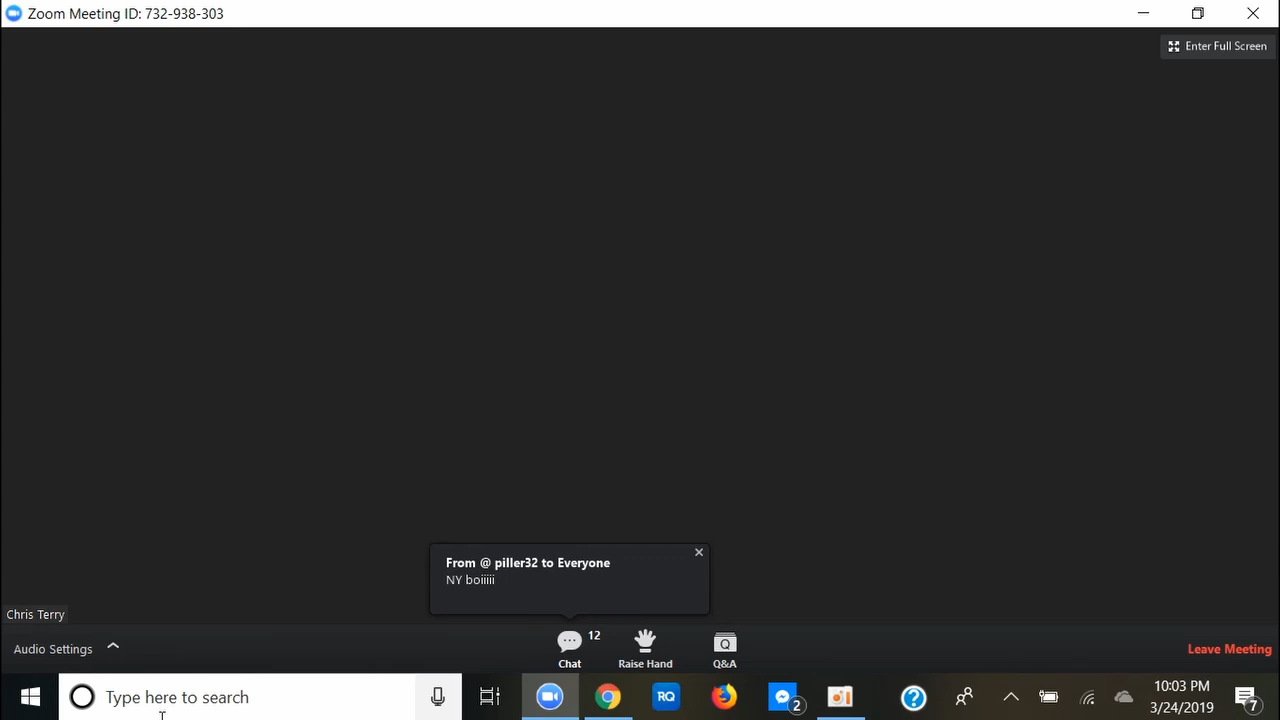 Zoom Meeting ID: 732-938-303
Enter Full Screen
From @ piller32 to Everyone
NY boiiiii
Chris Terry
Audio Settings
12
Chat
Raise Hand
Q
Q&A
Leave Meeting
Type here to search
RQ
2
?
10:03 PM
3/24/2019
7